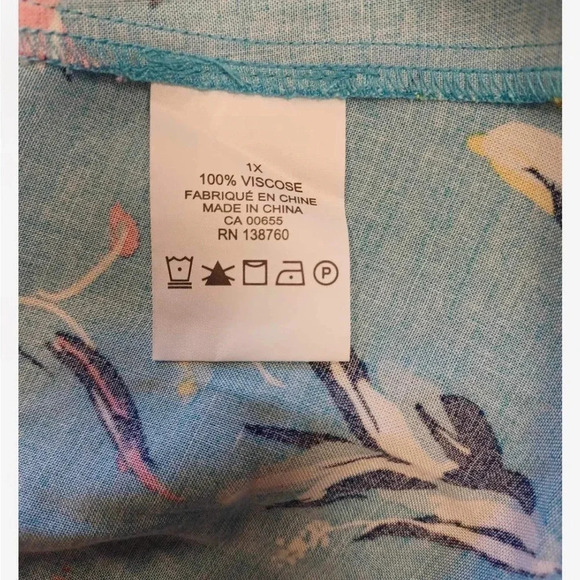 1X
100% VISCOSE
FABRIQUÉ EN CHINE
MADE IN CHINA
CA 00655
RN 138760
P